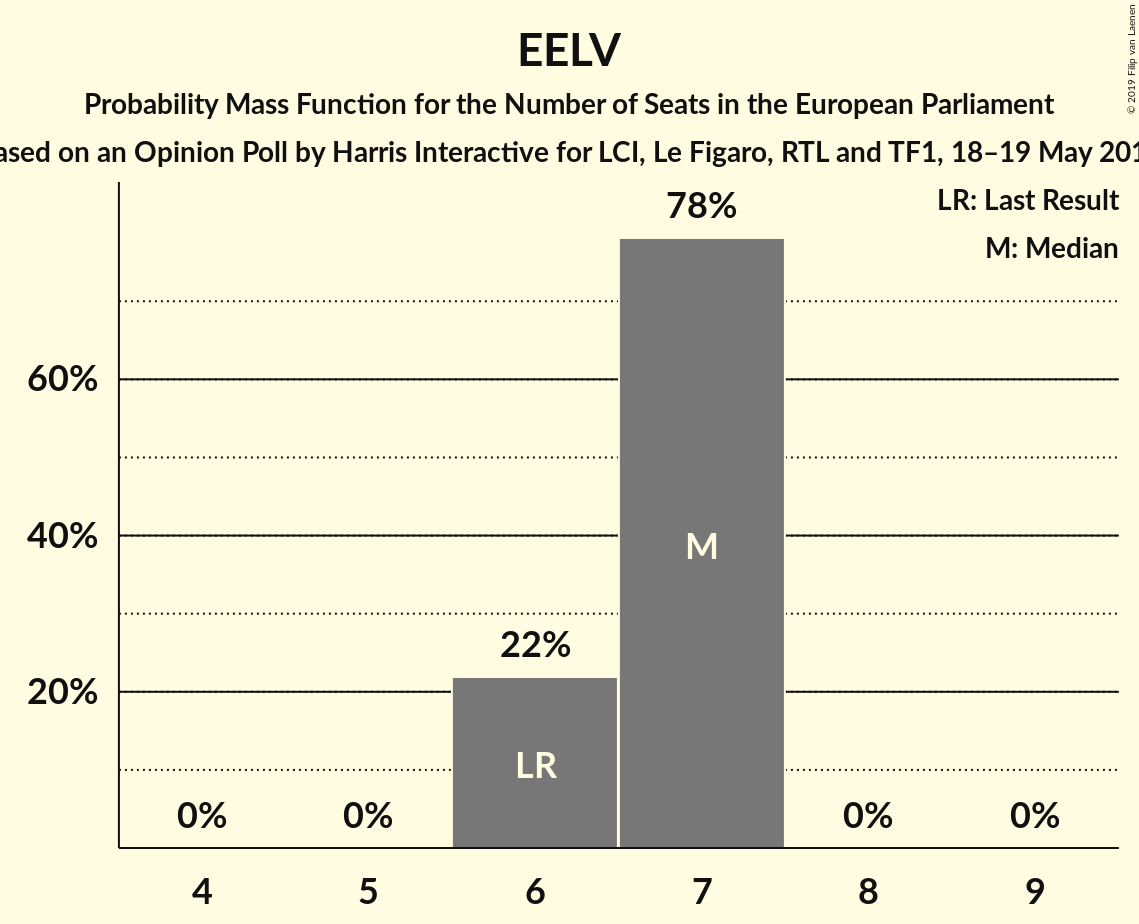 EELV
Probability Mass Function for the Number of Seats in the European Parliament
on an Opinion Poll by Harris Interactive for LCI, Le Figaro, RTL and TF1, 18–19 May
© 2019 Filip van Laenen
LR: Last Result
M: Median
78%
60%
40%
M
22%
20%
LR
0%
0%
0%
0%
4
5
6
7
8
9